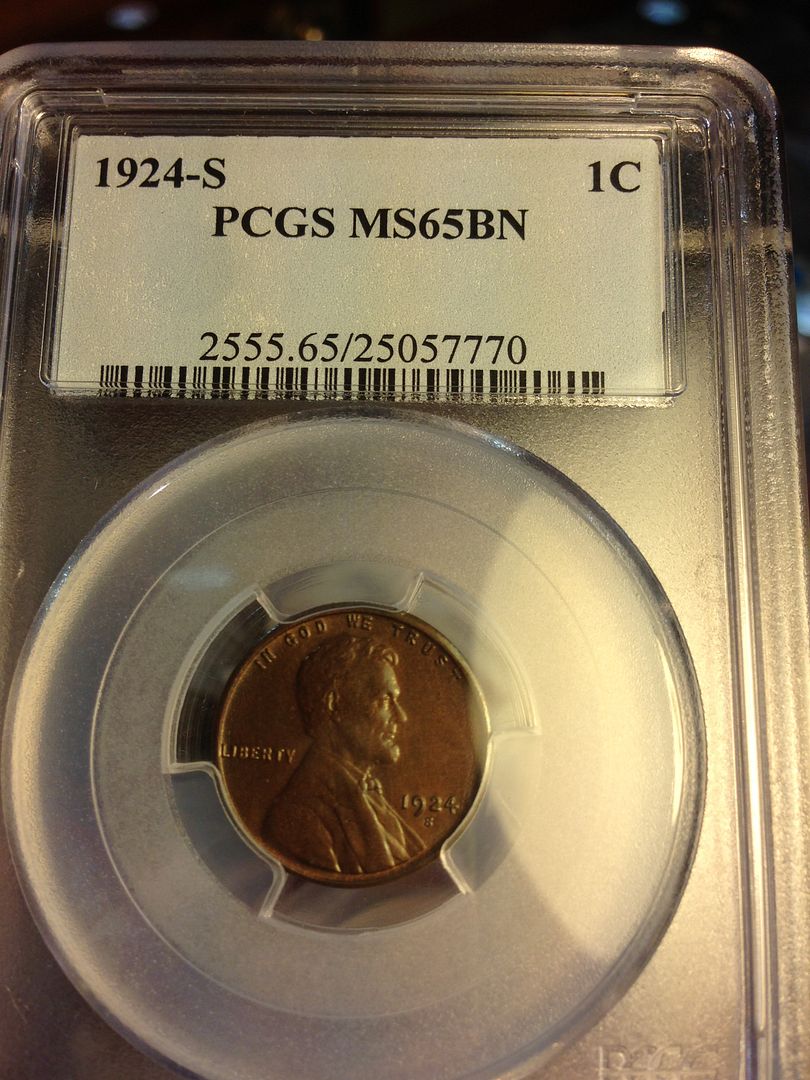 1924-S 1C
PCGS MS65BN
2555.65/25057770
IN GOD WE TRUST
LIBERTY
1924
S